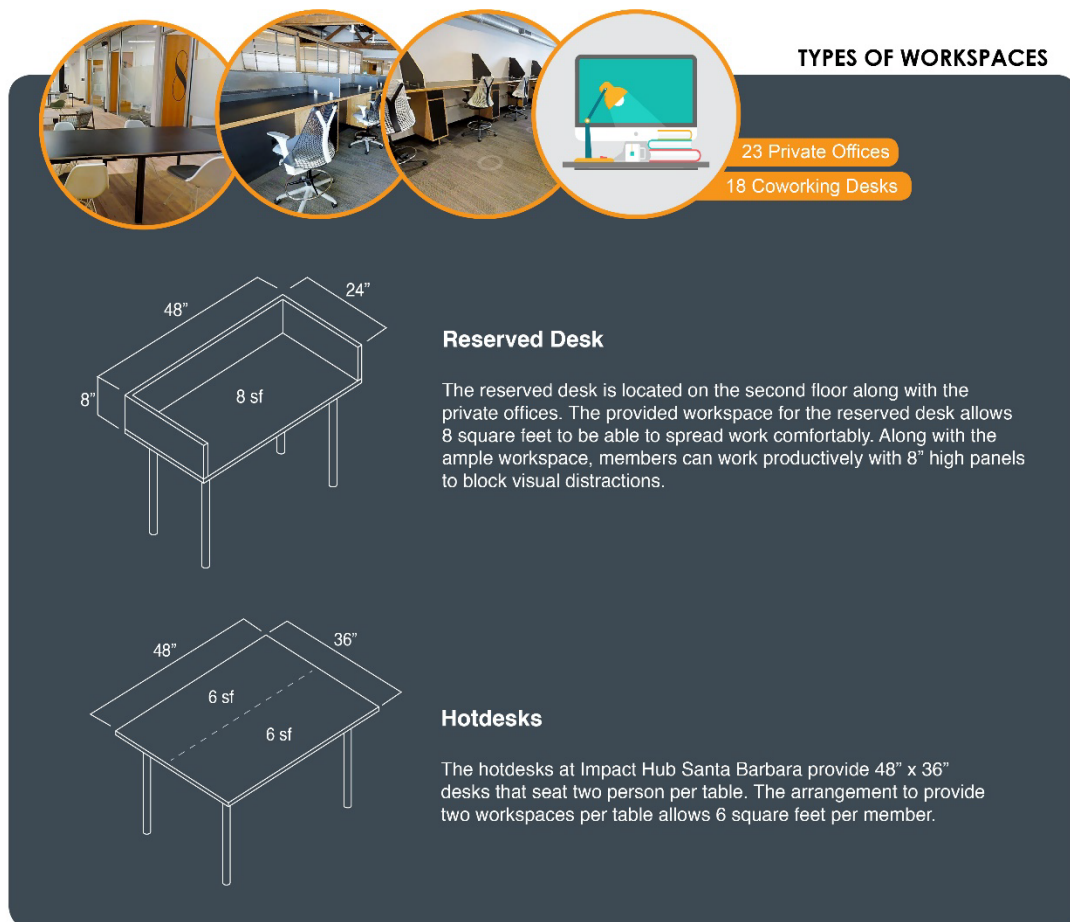 TYPES OF WORKSPACES
23 Private Offices
18 Coworking Desks
48”
24”
8”
8 sf
Reserved Desk
The reserved desk is located on the second floor along with the
private offices. The provided workspace for the reserved desk allows
8 square feet to be able to spread work comfortably. Along with the
ample workspace, members can work productively with 8” high panels
to block visual distractions.
48”
36”
6 sf
6 sf
Hotdesks
The hotdesks at Impact Hub Santa Barbara provide 48” x 36”
desks that seat two person per table. The arrangement to provide
two workspaces per table allows 6 square feet per member.